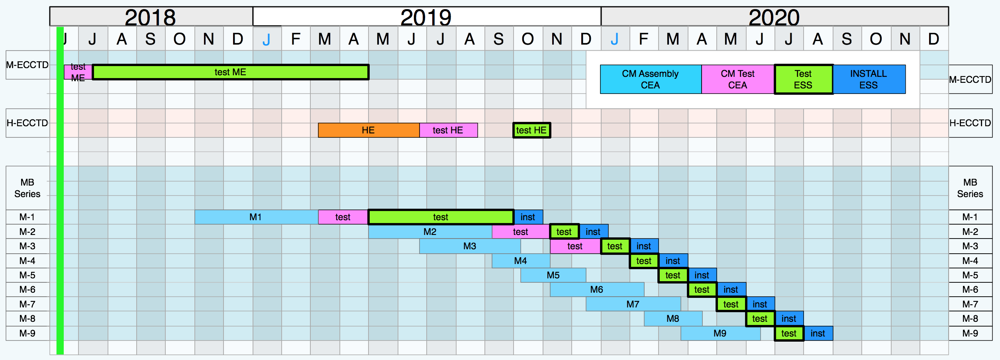 2018 2019 2020
J J A S O N D J F M A M J J A S O N D J F M A M J J A S O N D
M-ECCTD
test
ME
test ME
CM Assembly
CEA
CM Test
CEA
Test
ESS
INSTALL
ESS
M-ECCTD
H-ECCTD HE test HE test HE H-ECCTD
MB
Series
MB
Series
M-1 M1 test test inst M-1
M-2 M2 test test inst M-2
M-3 M3 test test inst M-3
M-4 M4 test inst M-4
M-5 M5 test inst M-5
M-6 M6 test inst M-6
M-7 M7 test inst M-7
M-8 M8 test inst M-8
M-9 M9 test inst M-9